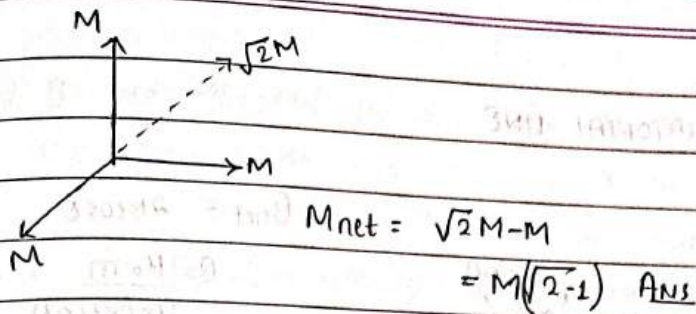 M
√2M
M
M
Mnet = √2M-M
= M(√2-1) Ans